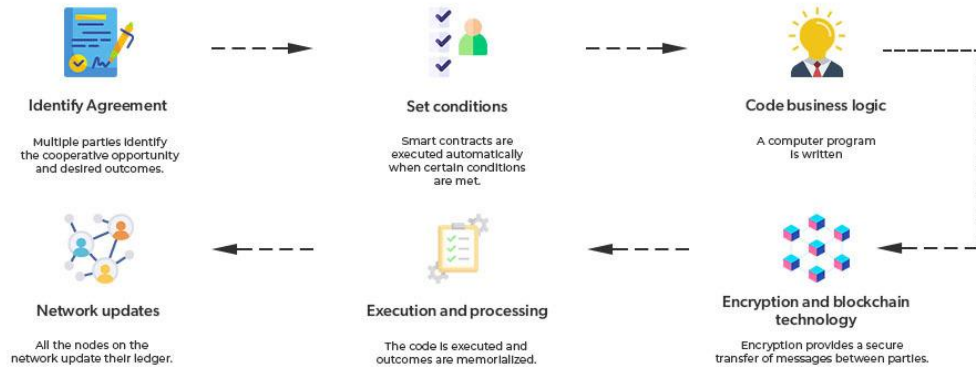 Identify Agreement
Multiple parties identify
the cooperative opportunity
and desired outcomes.
Set conditions
Smart contracts are
executed automatically
when certain conditions
are met.
Code business logic
A computer program
is written
Network updates
All the nodes on the
network update their ledger.
Execution and processing
The code is executed and
outcomes are memorialized.
Encryption and blockchain
technology
Encryption provides a secure
transfer of messages between parties.